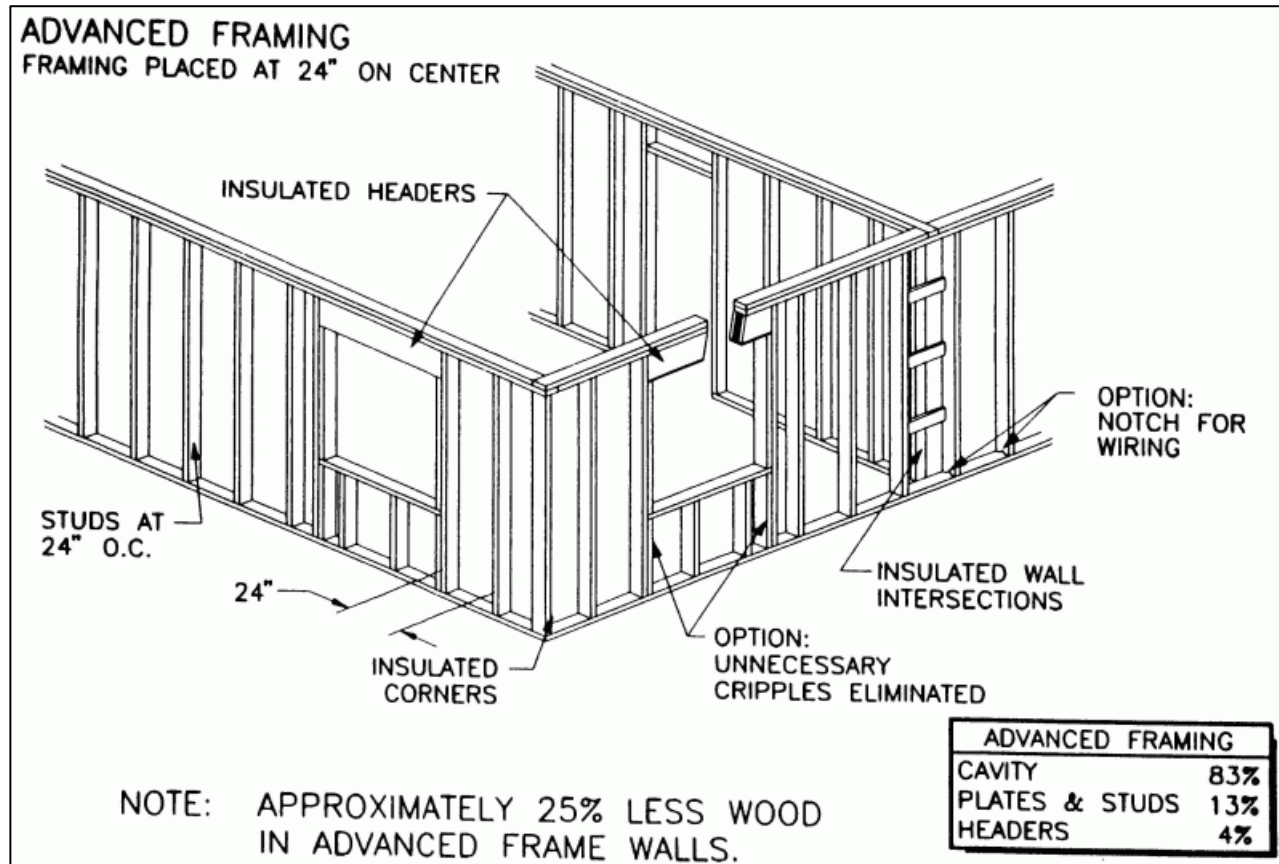 ADVANCED FRAMING
FRAMING PLACED AT 24" ON CENTER
INSULATED HEADERS
OPTION:
NOTCH FOR
WIRING
STUDS AT
24" O.C.
24"
INSULATED WALL
INTERSECTIONS
INSULATED
CORNERS
OPTION:
UNNECESSARY
CRIPPLES ELIMINATED
ADVANCED FRAMING
CAVITY 83%
PLATES & STUDS 13%
HEADERS 4%
NOTE: APPROXIMATELY 25% LESS WOOD
IN ADVANCED FRAME WALLS.